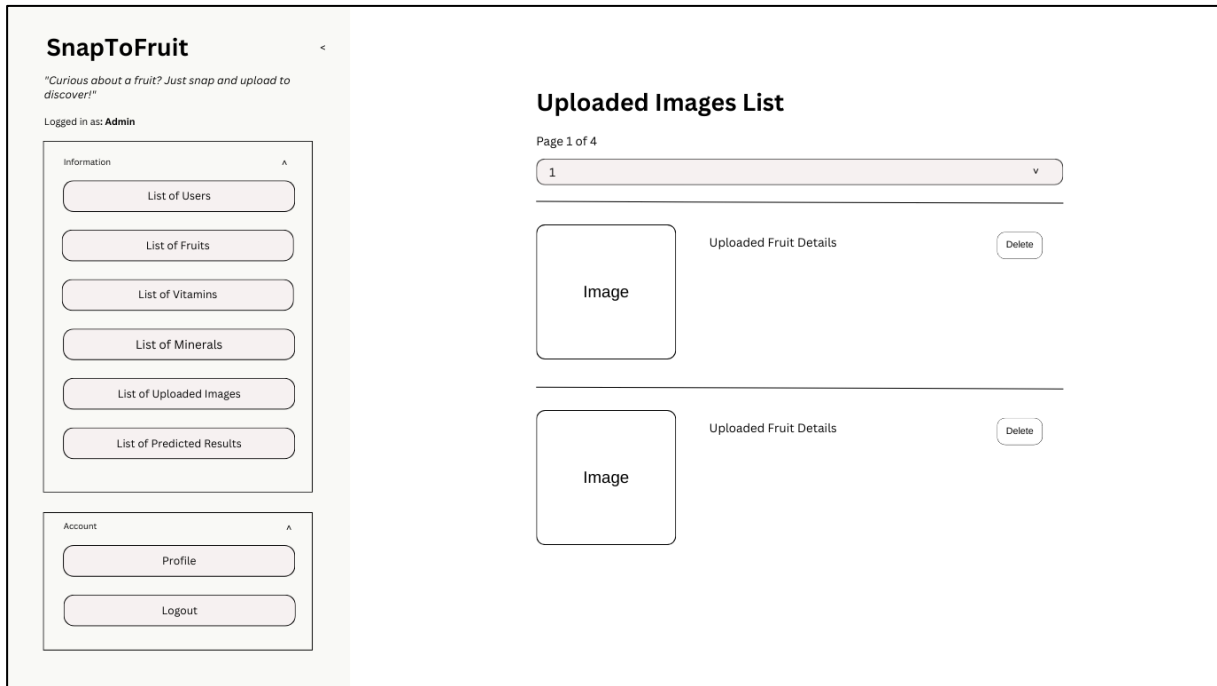 SnapToFruit
<
"Curious about a fruit? Just snap and upload to
discover!"
Logged in as: Admin
Information ʌ
List of Users
List of Fruits
List of Vitamins
List of Minerals
List of Uploaded Images
List of Predicted Results
Account ʌ
Profile
Logout
Uploaded Images List
Page 1 of 4
1 v
Image
Uploaded Fruit Details
Delete
Image
Uploaded Fruit Details
Delete